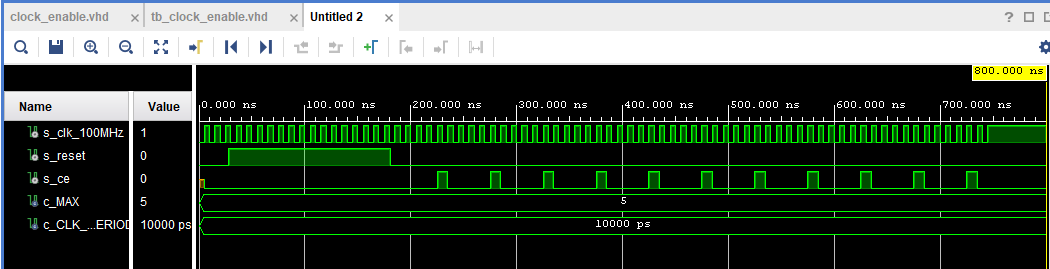 clock_enable.vhd × tb_clock_enable.vhd × Untitled 2 ×
?
800.000 ns
Name Value
0.000 ns 100.000 ns 200.000 ns 300.000 ns 400.000 ns 500.000 ns 600.000 ns 700.000 ns
s_clk_100MHz 1
s_reset 0
s_ce 0
c_MAX 5 5
c_CLK_...ERIOD 10000 ps 10000 ps